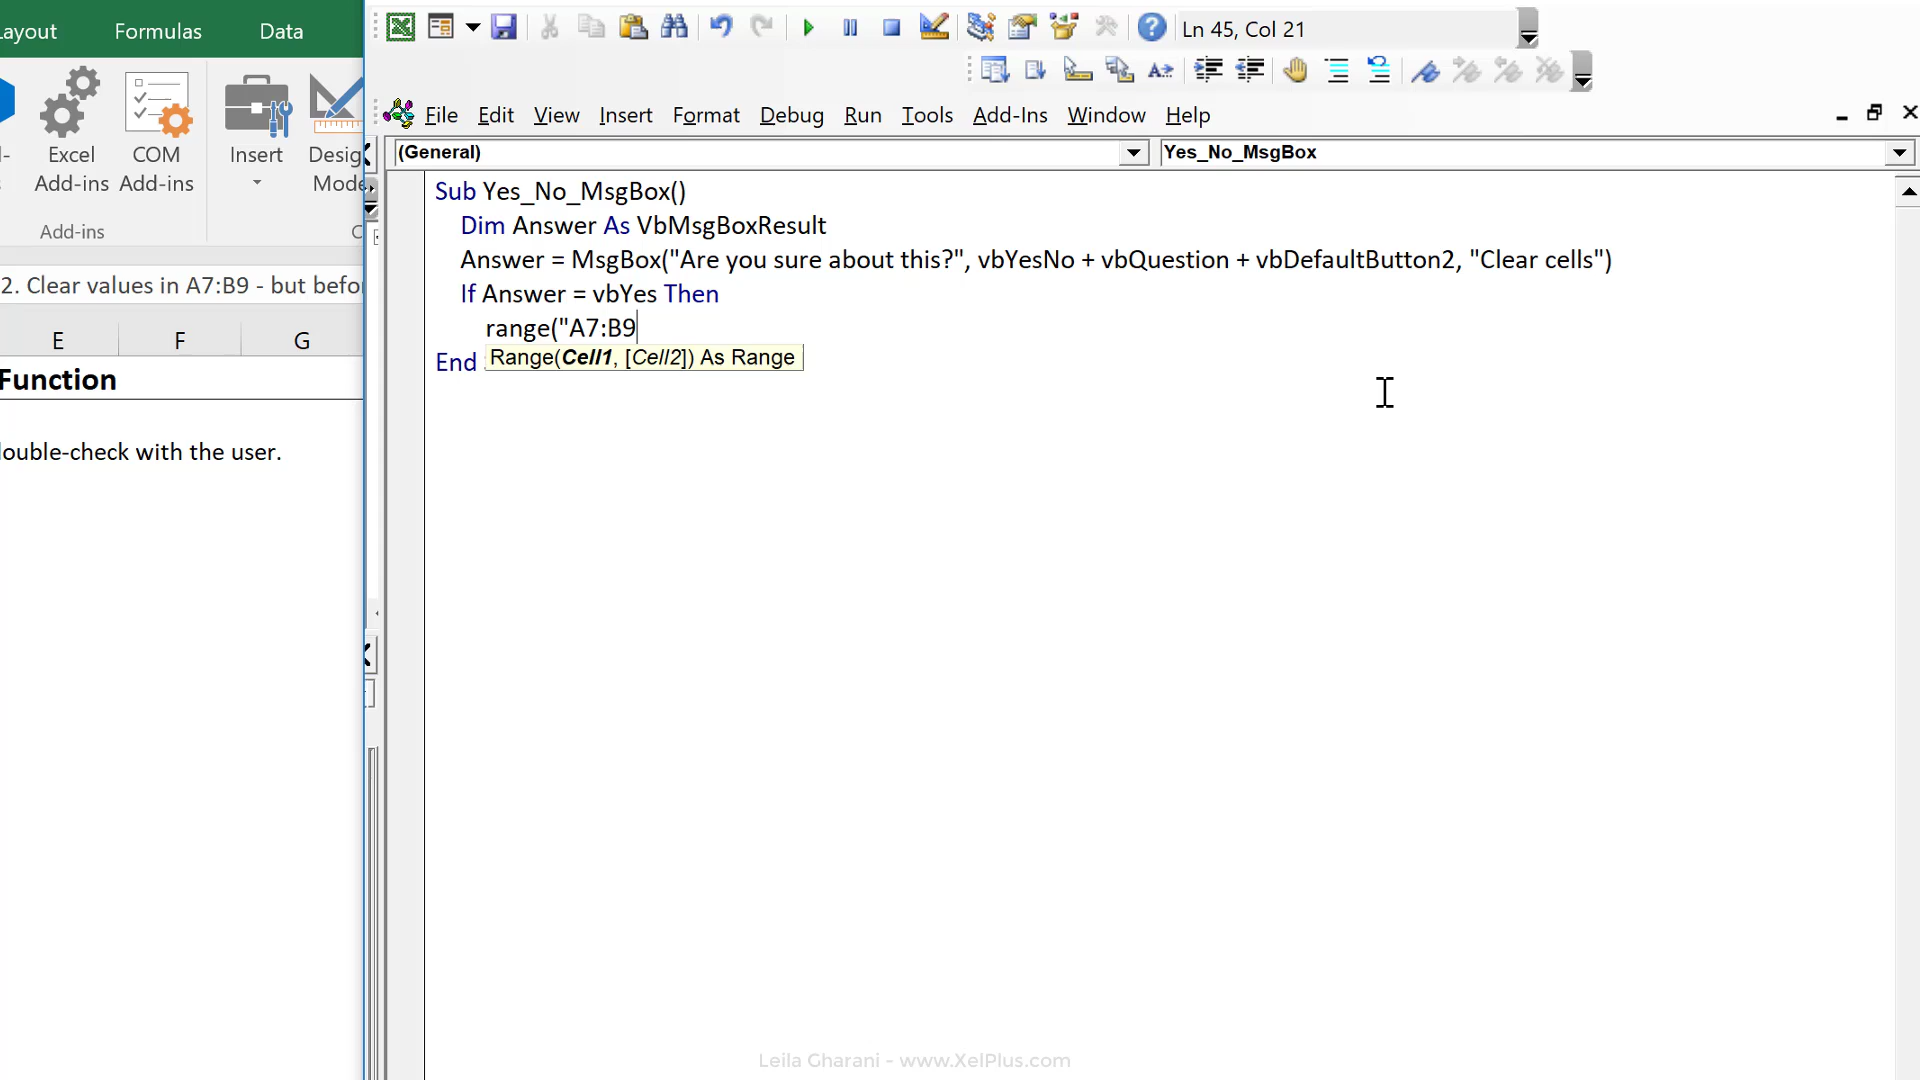 Layout Formulas Data
Excel
Add-ins
COM
Add-ins
Insert
Desig
Mode
Add-ins
2. Clear values in A7:B9 - but befo
E F G
Function
double-check with the user.
Ln 45, Col 21
File Edit View Insert Format Debug Run Tools Add-Ins Window Help
(General) Yes_No_MsgBox
Sub Yes_No_MsgBox()
Dim Answer As VbMsgBoxResult
Answer = MsgBox("Are you sure about this?", vbYesNo + vbQuestion + vbDefaultButton2, "Clear cells")
If Answer = vbYes Then
range("A7:B9
Range(Cell1, [Cell2]) As Range
End
Leila Gharani - www.XelPlus.com